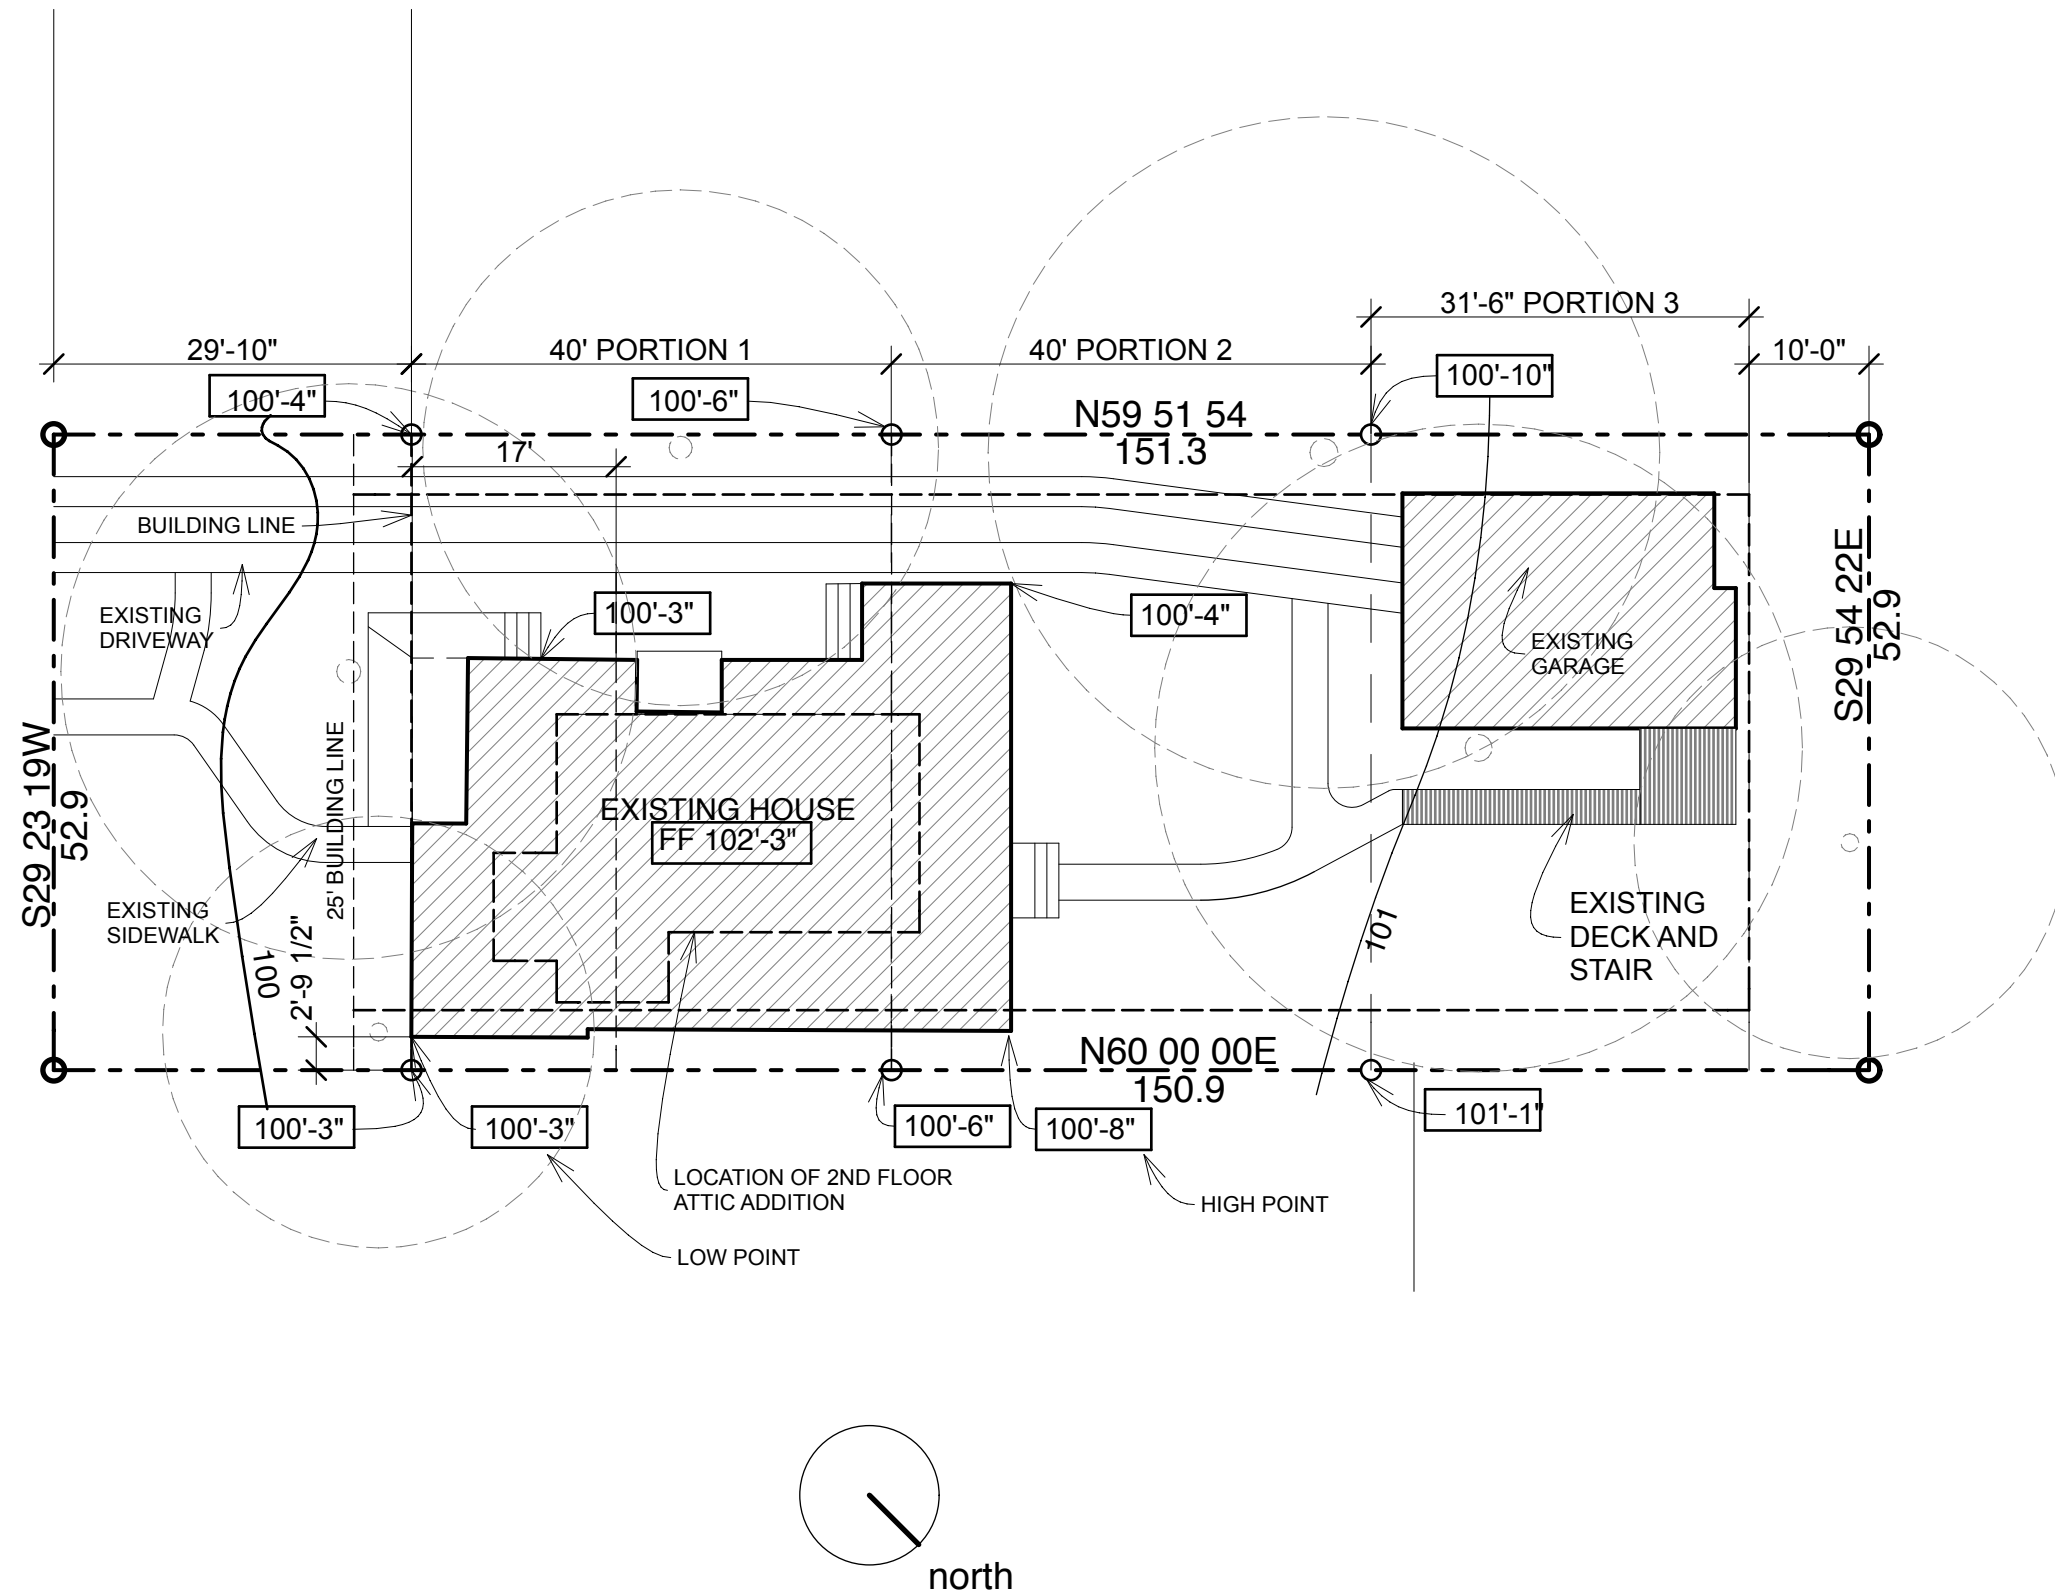 31'-6" PORTION 3
29'-10"
40' PORTION 1
40' PORTION 2
10'-0"
100'-4"
100'-6"
100'-10"
N59 51 54
151.3
17'
BUILDING LINE
EXISTING
DRIVEWAY
100'-3"
100'-4"
EXISTING
GARAGE
S29 54 22E
52.9
S29 23 19W
52.9
25' BUILDING LINE
EXISTING HOUSE
FF 102'-3"
EXISTING
SIDEWALK
100
2'-9 1/2"
101
EXISTING
DECK AND
STAIR
N60 00 00E
150.9
100'-3"
100'-3"
100'-6"
100'-8"
101'-1"
LOCATION OF 2ND FLOOR
ATTIC ADDITION
HIGH POINT
LOW POINT
north